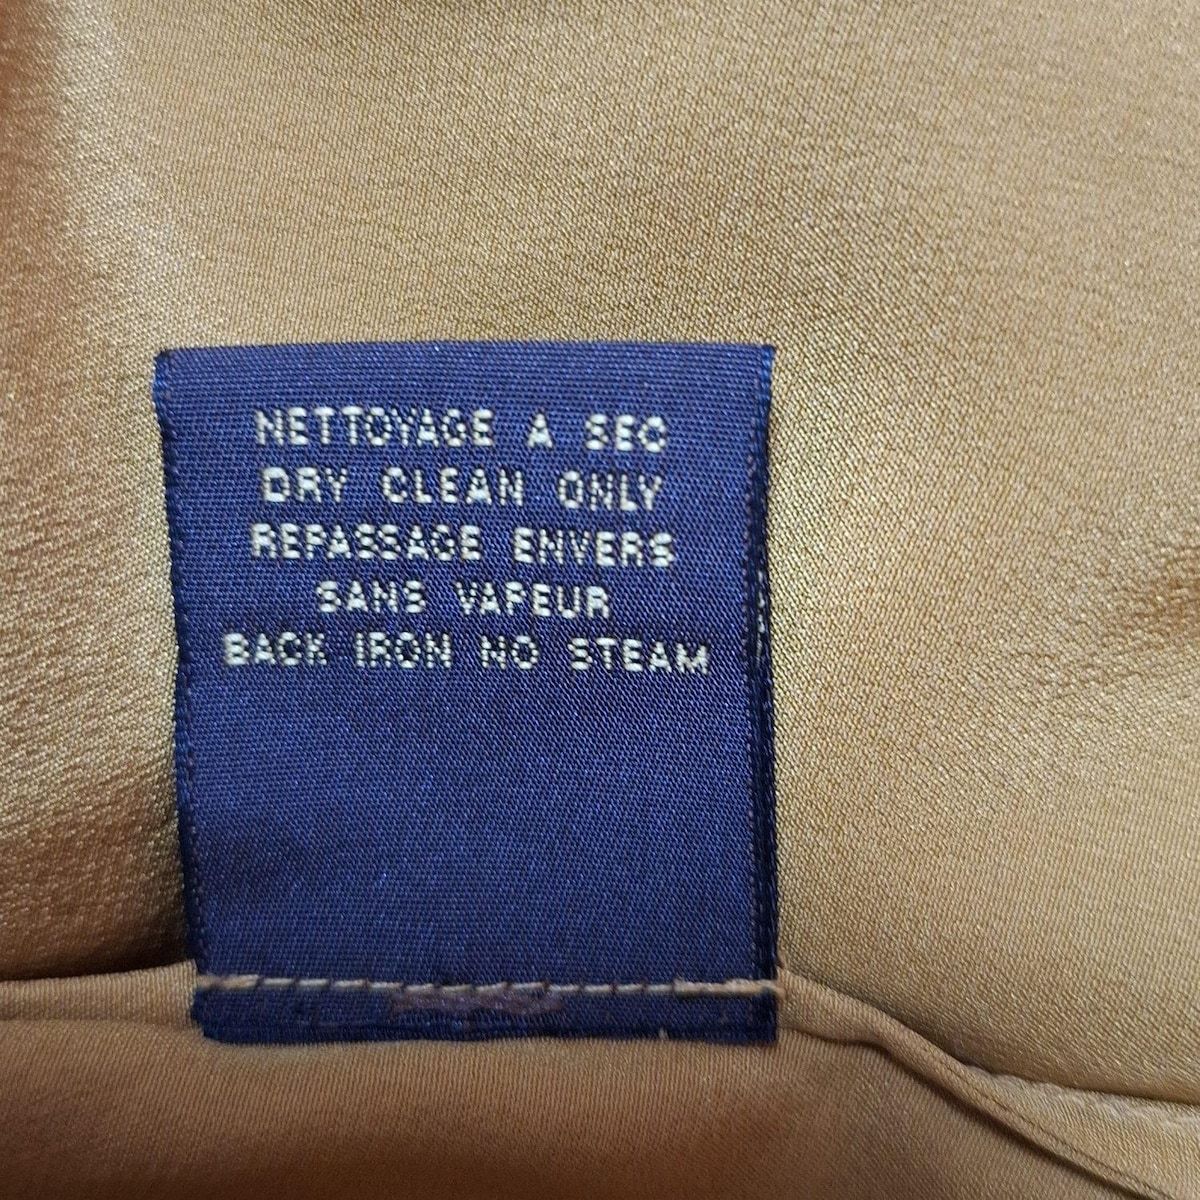 NETTOYAGE A SEC
DRY CLEAN ONLY
REPASSAGE ENVERS
SANS VAPEUR
BACK IRON NO STEAM